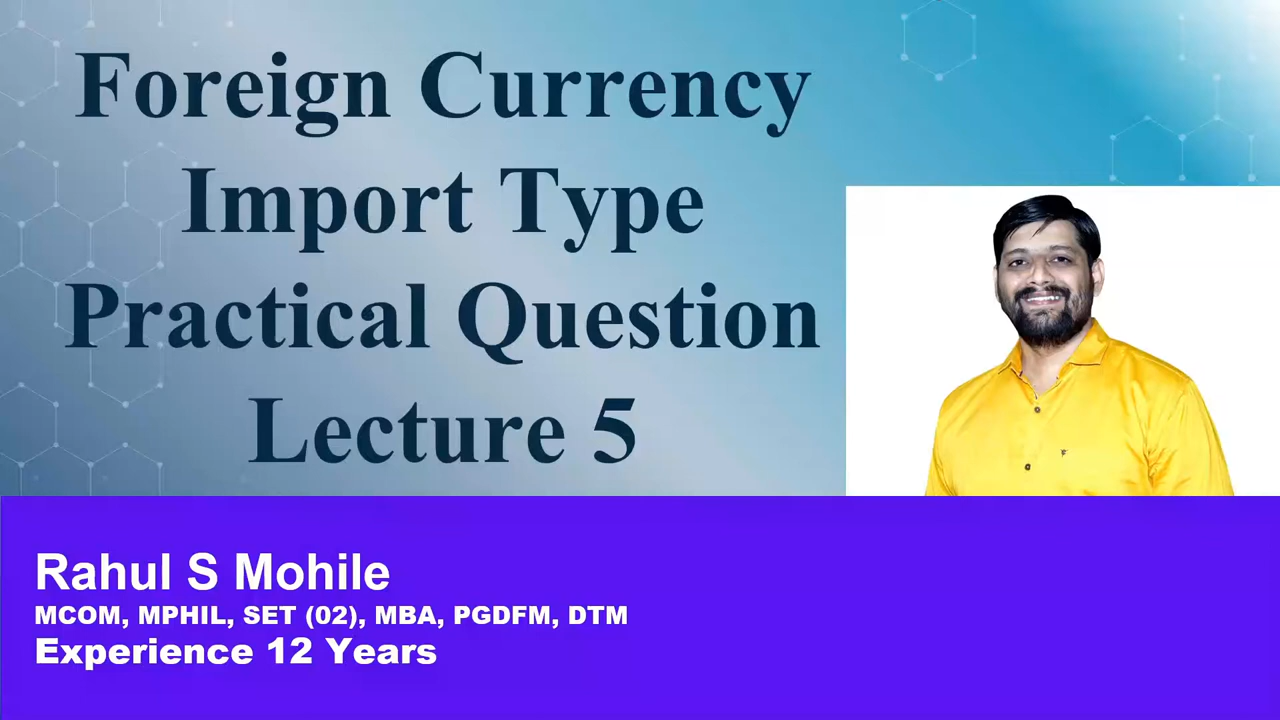 Foreign Currency
Import Type
Practical Question
Lecture 5
Rahul S Mohile
MCOM, MPHIL, SET (02), MBA, PGDFM, DTM
Experience 12 Years